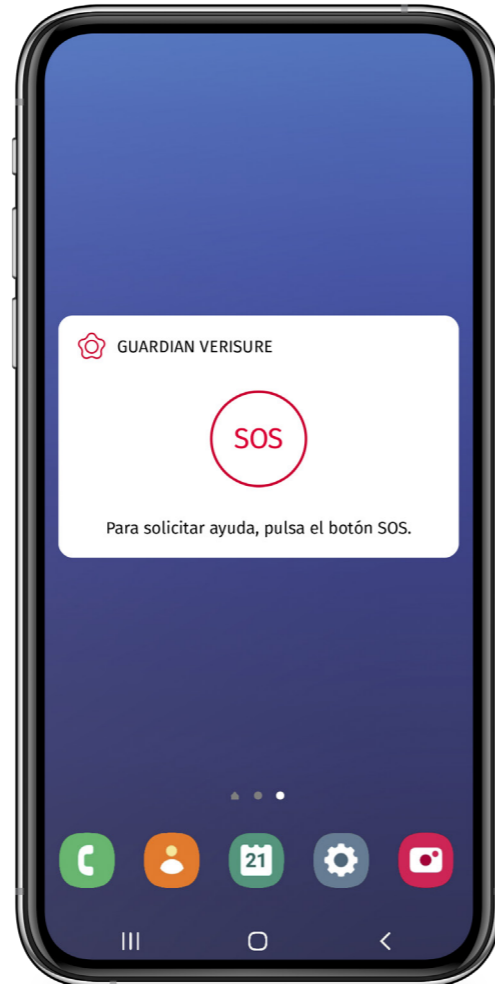 GUARDIAN VERISURE
SOS
Para solicitar ayuda, pulsa el botón SOS.
21